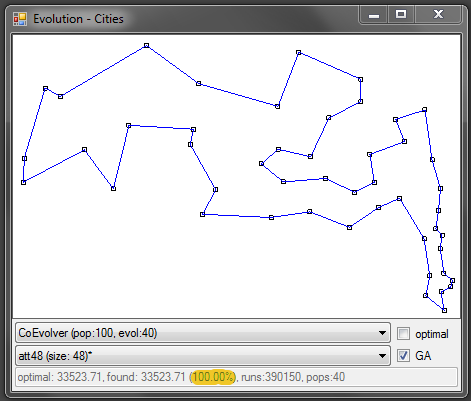 Evolution - Cities
CoEvolver (pop:100, evol:40)
optimal
att48 (size: 48)*
GA
optimal: 33523.71, found: 33523.71 (100.00%), runs:390150, pops:40